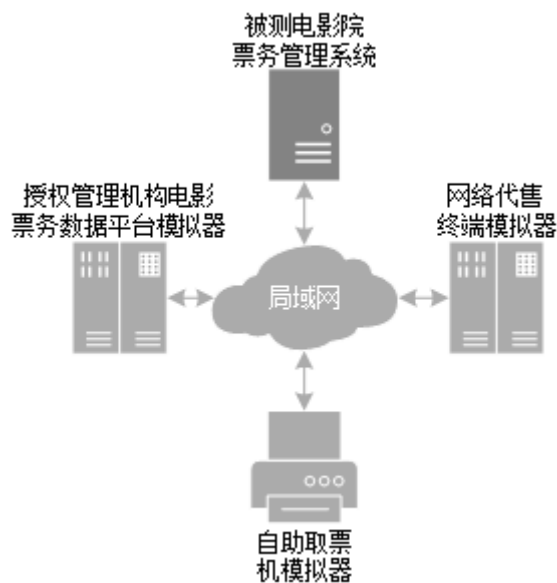 被测电影院
票务管理系统
授权管理机构电影
票务数据平台模拟器
网络代售
终端模拟器
局域网
自助取票
机模拟器